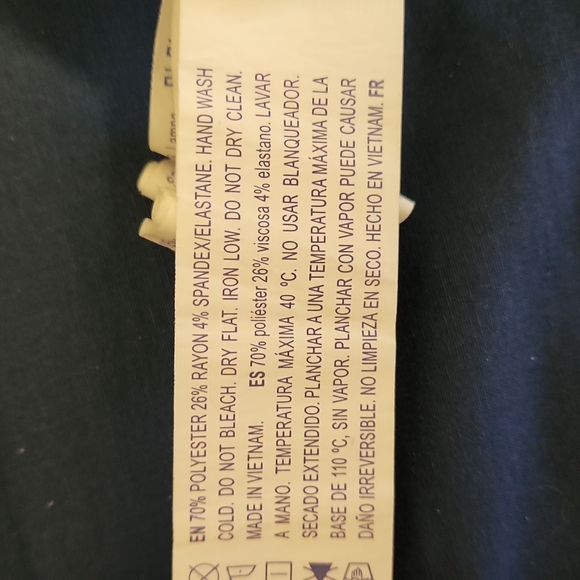 EN 70% POLYESTER 26% RAYON 4% SPANDEX/ELASTANE. HAND WASH
COLD. DO NOT BLEACH. DRY FLAT. IRON LOW. DO NOT DRY CLEAN.
MADE IN VIETNAM. ES 70% poliéster 26% viscosa 4% elastano. LAVAR
A MANO. TEMPERATURA MÁXIMA 40 ºC. NO USAR BLANQUEADOR.
SECADO EXTENDIDO. PLANCHAR A UNA TEMPERATURA MÁXIMA DE LA
BASE DE 110 ºC, SIN VAPOR. PLANCHAR CON VAPOR PUEDE CAUSAR
DAÑO IRREVERSIBLE. NO LIMPIEZA EN SECO. HECHO EN VIETNAM. FR